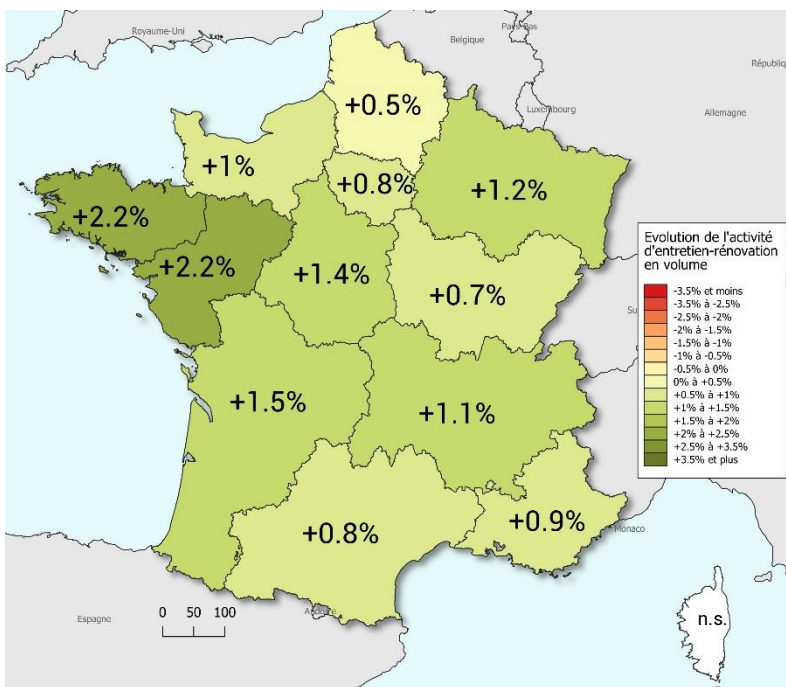 Royaume-Uni
Pays-Bas
Belgique
Luxembourg
Allemagne
+0.5%
+1%
+0.8%
+1.2%
+2.2%
+2.2%
+1.4%
+0.7%
+1.5%
+1.1%
+0.8%
+0.9%
Monaco
Espagne
0 50 100
n.s.
Evolution de l'activité
d'entretien-rénovation
en volume
-3.5% et moins
-3.5% à -2.5%
-2.5% à -2%
-2% à -1.5%
-1.5% à -1%
-1% à -0.5%
-0.5% à 0%
0% à +0.5%
+0.5% à +1%
+1% à +1.5%
+1.5% à +2%
+2% à +2.5%
+2.5% à +3.5%
+3.5% et plus